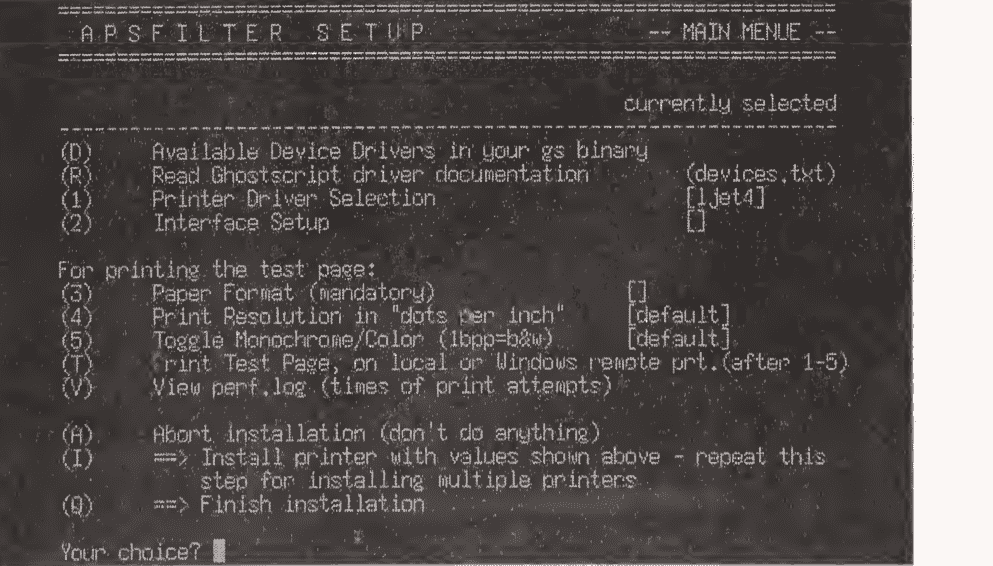 A P S F I L T E R   S E T U P -- MAIN MENUE --
currently selected
(D) Available Device Drivers in your gs binary
(R) Read Ghostscript driver documentation (devices.txt)
(1) Printer Driver Selection [ljet4]
(2) Interface Setup []
For printing the test page:
(3) Paper Format (mandatory) []
(4) Print Resolution in "dots per inch" [default]
(5) Toggle Monochrome/Color (1bpp=b&w) [default]
(T) Print Test Page, on local or Windows remote prt.(after 1-5)
(V) View perf.log (times of print attempts)
(A) Abort installation (don't do anything)
(I) ==> Install printer with values shown above - repeat this
step for installing multiple printers
(Q) ==> Finish installation
Your choice?